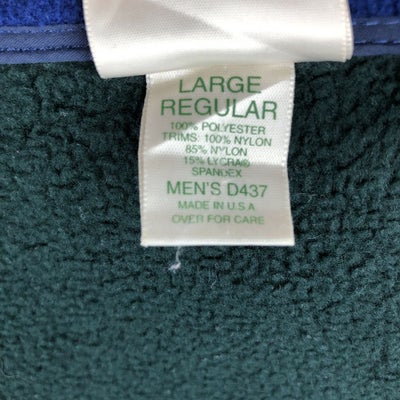 LARGE
REGULAR
100% POLYESTER
TRIMS: 100% NYLON
85% NYLON
15% LYCRA®
SPANDEX
MEN'S D437
MADE IN U.S.A
OVER FOR CARE